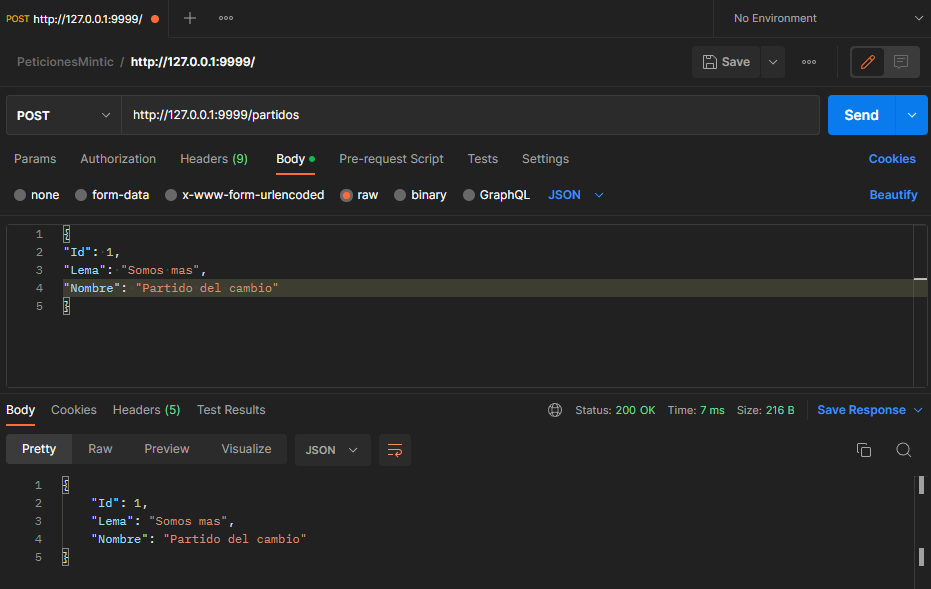 POST http://127.0.0.1:9999/
No Environment
PeticionesMintic / http://127.0.0.1:9999/
Save
POST
http://127.0.0.1:9999/partidos
Send
Params Authorization Headers (9) Body Pre-request Script Tests Settings Cookies
none form-data x-www-form-urlencoded raw binary GraphQL JSON Beautify
1 {
2 "Id": 1,
3 "Lema": "Somos mas",
4 "Nombre": "Partido del cambio"
5 }
Body Cookies Headers (5) Test Results Status: 200 OK Time: 7 ms Size: 216 B Save Response
Pretty Raw Preview Visualize JSON
1 {
2 "Id": 1,
3 "Lema": "Somos mas",
4 "Nombre": "Partido del cambio"
5 }